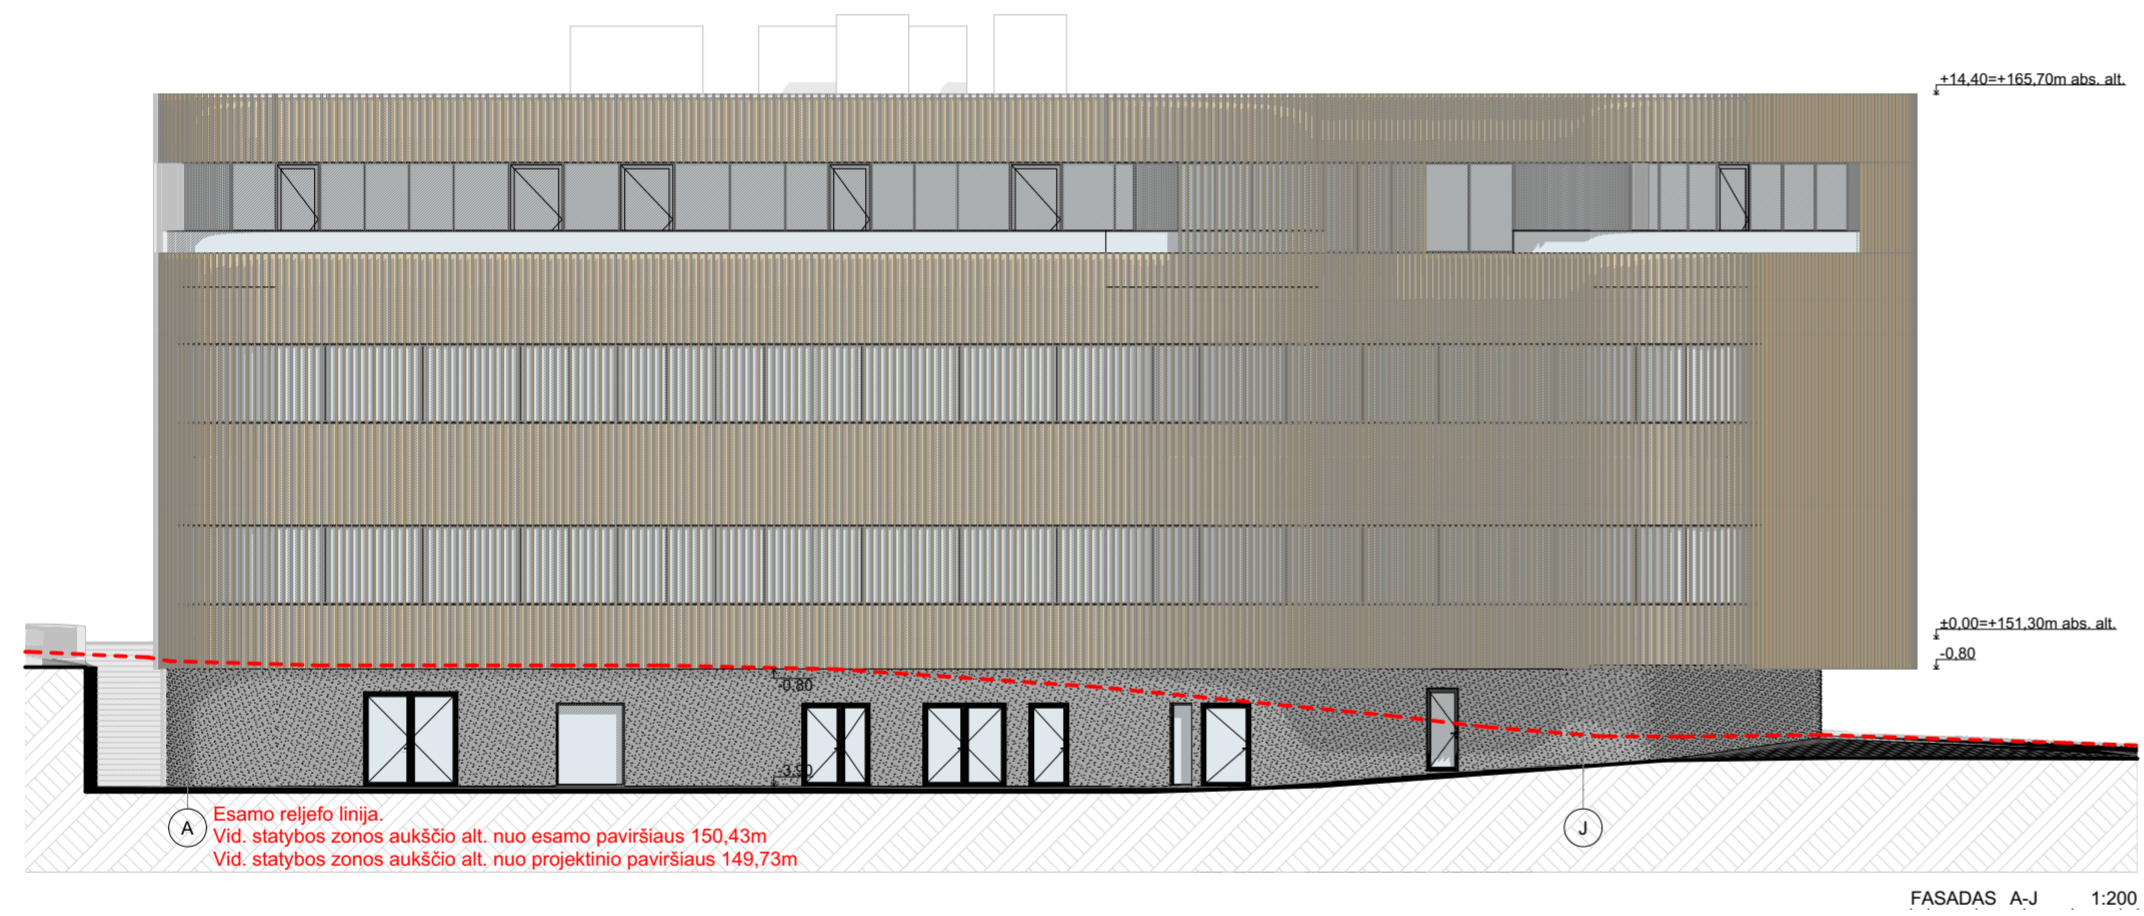 +14,40=+165,70m abs. alt.
±0,00=+151,30m abs. alt.
-0,80
-0,80
-3,90
A
J
Esamo reljefo linija.
Vid. statybos zonos aukščio alt. nuo esamo paviršiaus 150,43m
Vid. statybos zonos aukščio alt. nuo projektinio paviršiaus 149,73m
FASADAS A-J 1:200